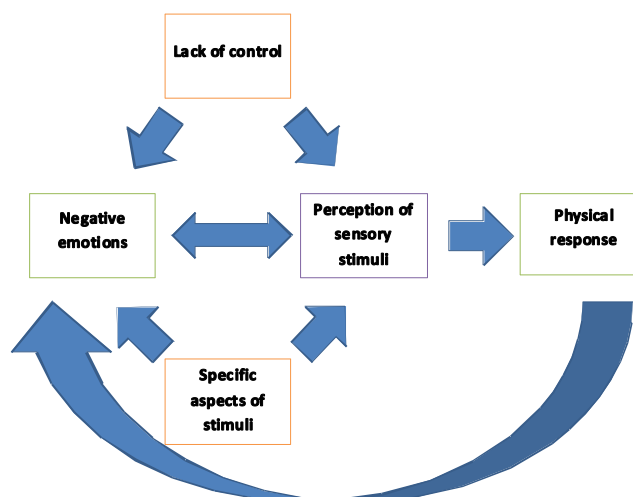 Lack of control
Negative
emotions
Perception of
sensory
stimuli
Physical
response
Specific
aspects of
stimuli